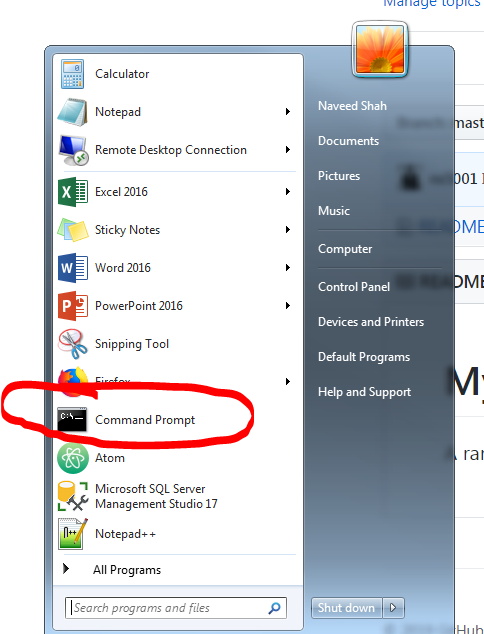 Manage topics
Calculator
Notepad
Remote Desktop Connection
Excel 2016
Sticky Notes
Word 2016
PowerPoint 2016
Snipping Tool
Firefox
C:\_
Command Prompt
Atom
Microsoft SQL Server
Management Studio 17
Notepad++
All Programs
Search programs and files
Naveed Shah
Documents
Pictures
Music
Computer
Control Panel
Devices and Printers
Default Programs
Help and Support
Shut down
Branch: mast
README
README
My
A ran